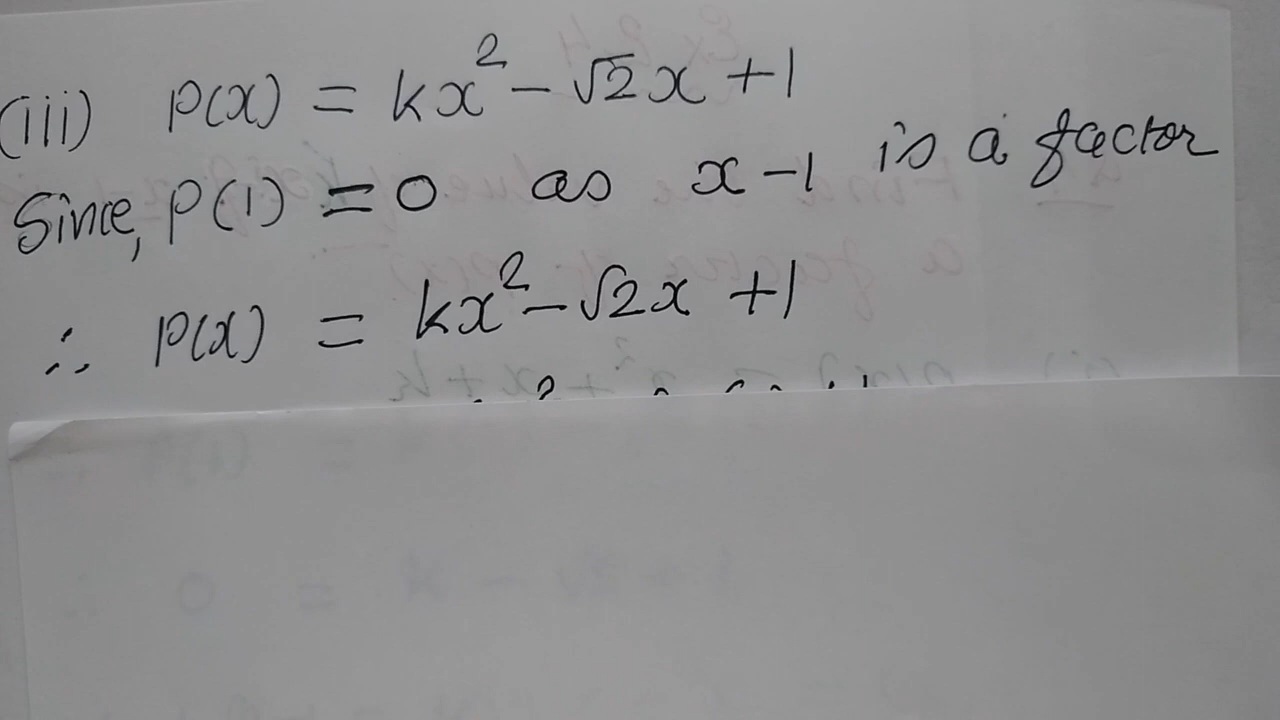 (iii) P(x) = kx² - √2x + 1
Since, P(1) = 0 as x - 1 is a factor
∴ P(x) = kx² - √2x + 1